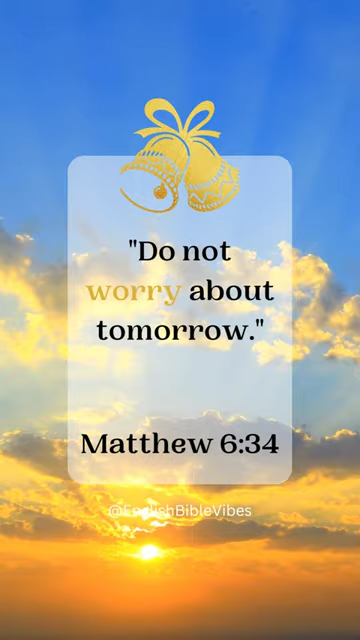 "Do not
worry about
tomorrow."
Matthew 6:34
@EnglishBibleVibes